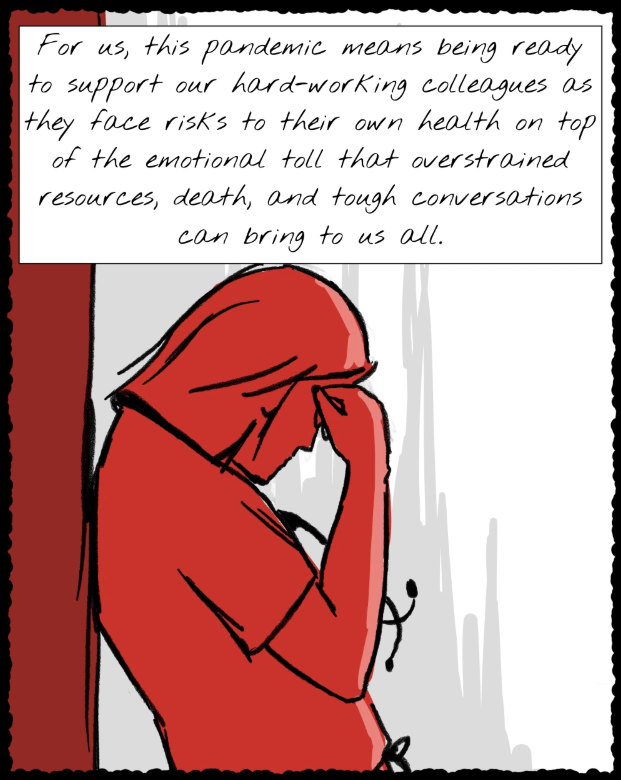 For us, this pandemic means being ready
to support our hard-working colleagues as
they face risks to their own health on top
of the emotional toll that overstrained
resources, death, and tough conversations
can bring to us all.